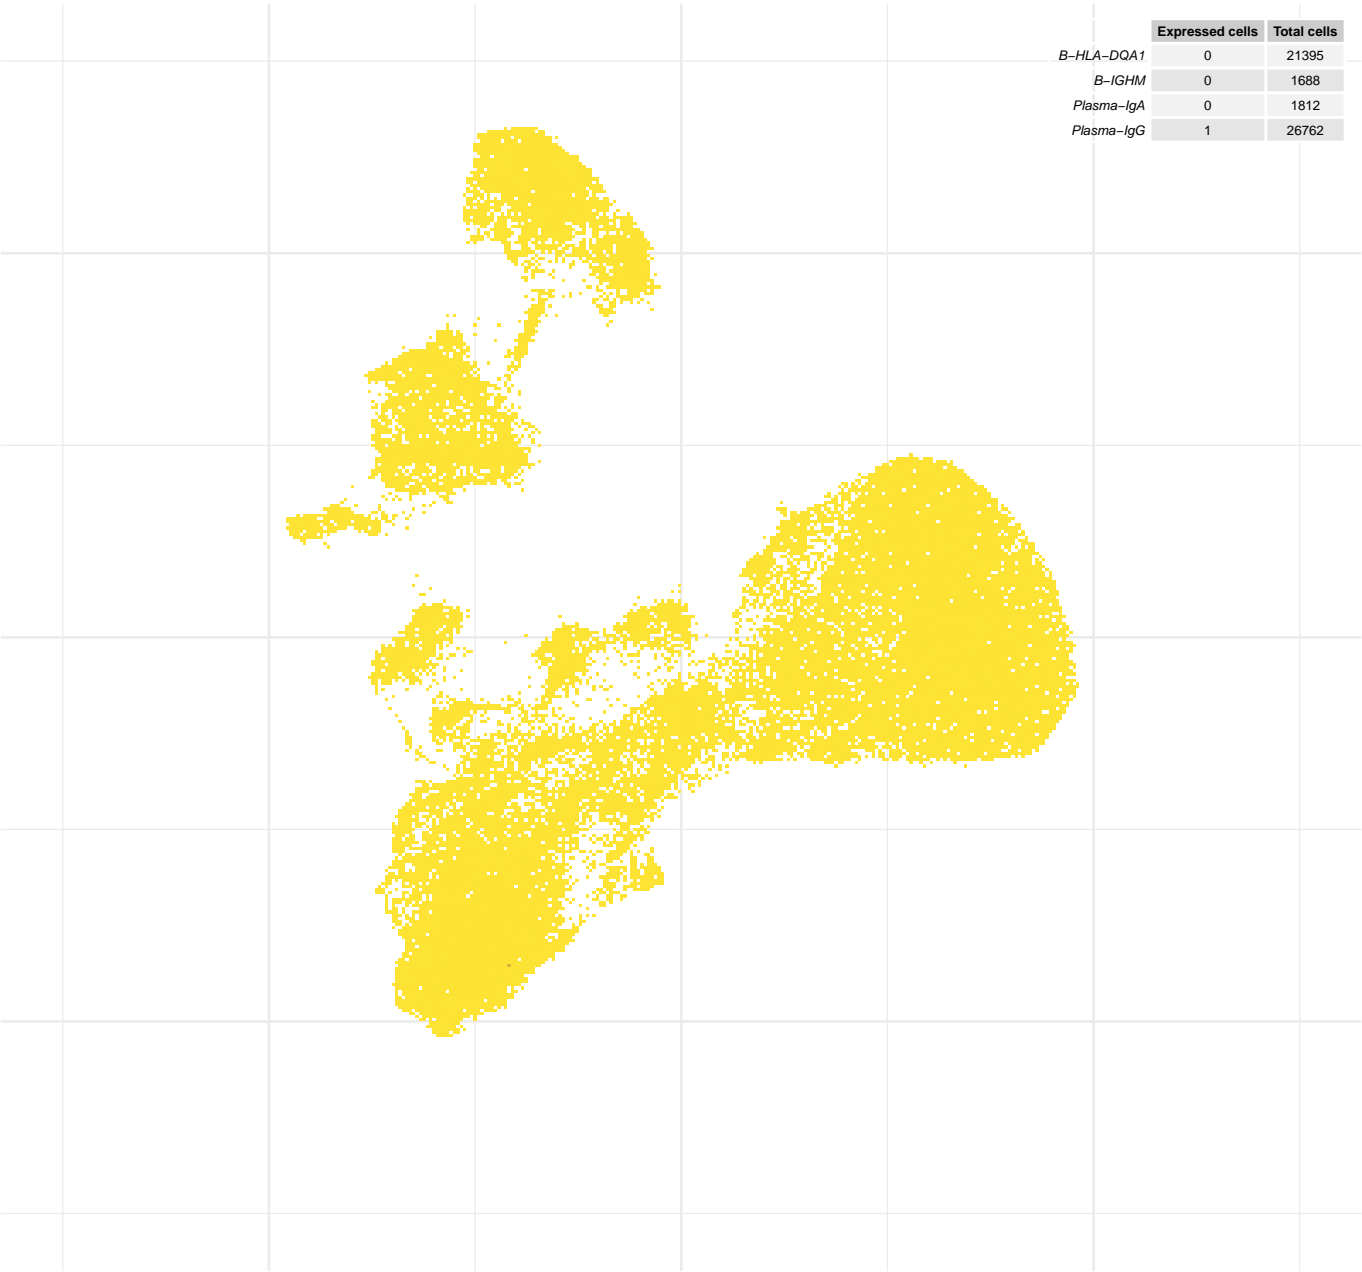 Expressed cells Total cells
B−HLA−DQA1 0 21395
B−IGHM 0 1688
Plasma−IgA 0 1812
Plasma−IgG 1 26762